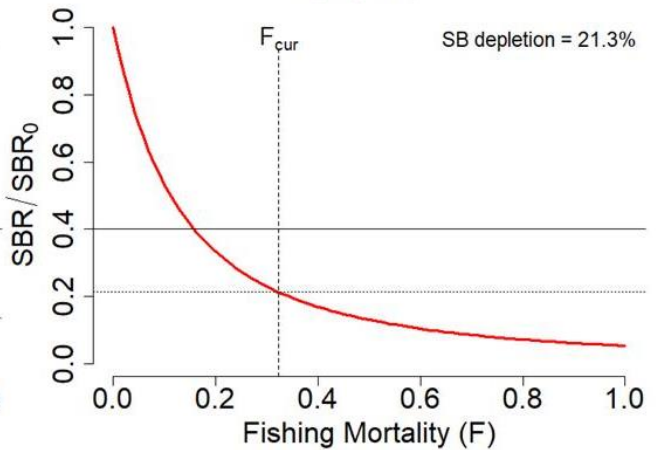 F_cur
SB depletion = 21.3%
SBR / SBR₀
1.0
0.8
0.6
0.4
0.2
0.0
0.0 0.2 0.4 0.6 0.8 1.0
Fishing Mortality (F)